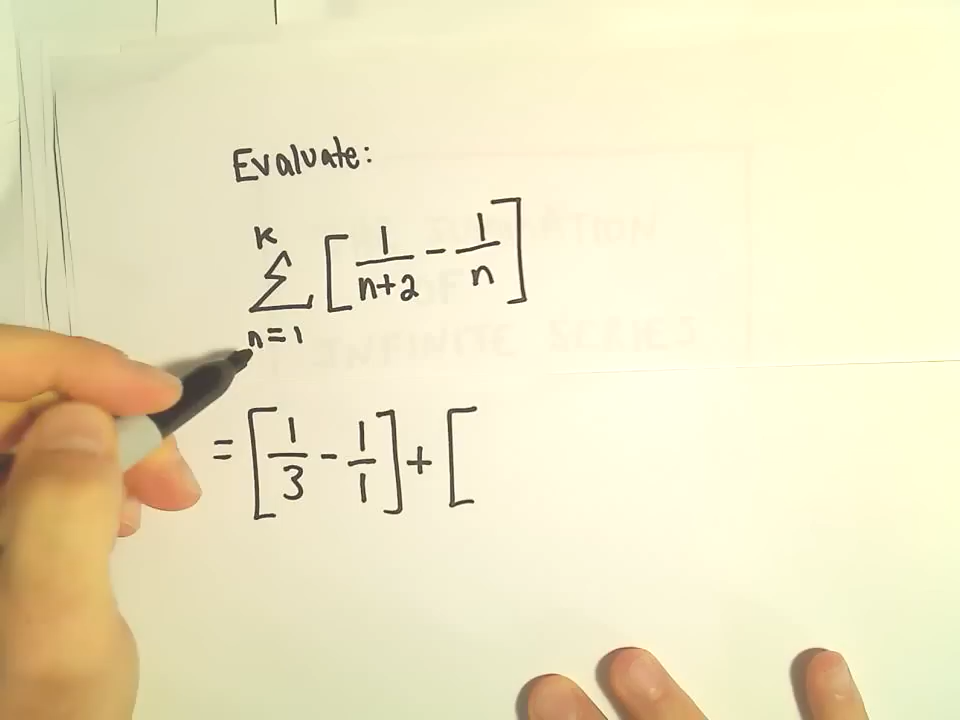 Evaluate:
K
Σ [1/(n+2) - 1/n]
n=1
= [1/3 - 1/1] + [